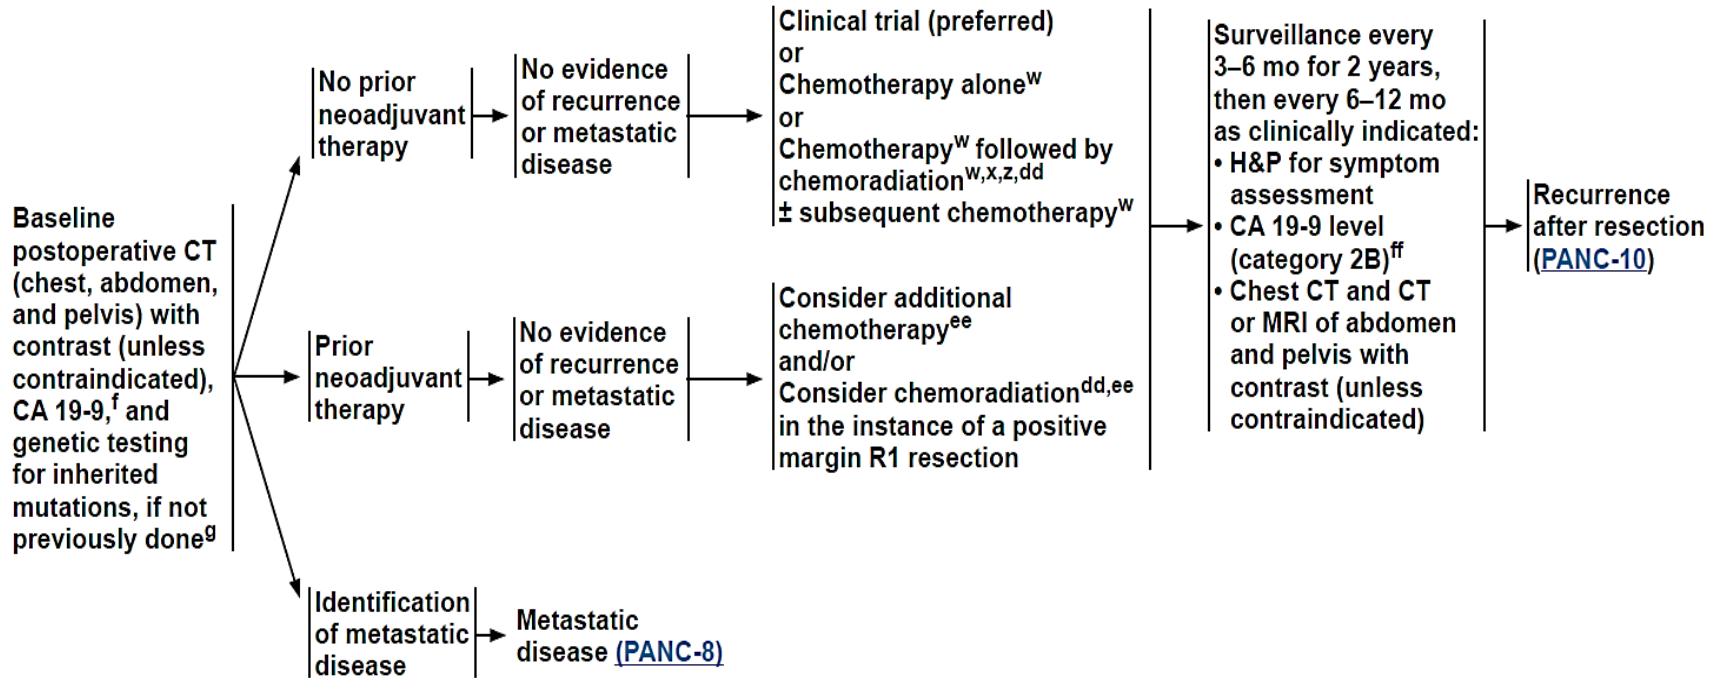 Baseline
postoperative CT
(chest, abdomen,
and pelvis) with
contrast (unless
contraindicated),
CA 19-9,f and
genetic testing
for inherited
mutations, if not
previously doneg
No prior
neoadjuvant
therapy
No evidence
of recurrence
or metastatic
disease
Clinical trial (preferred)
or
Chemotherapy alonew
or
Chemotherapyw followed by
chemoradiationw,x,z,dd
± subsequent chemotherapyw
Prior
neoadjuvant
therapy
No evidence
of recurrence
or metastatic
disease
Consider additional
chemotherapyee
and/or
Consider chemoradiationdd,ee
in the instance of a positive
margin R1 resection
Identification
of metastatic
disease
Metastatic
disease (PANC-8)
Surveillance every
3–6 mo for 2 years,
then every 6–12 mo
as clinically indicated:
• H&P for symptom
assessment
• CA 19-9 level
(category 2B)ff
• Chest CT and CT
or MRI of abdomen
and pelvis with
contrast (unless
contraindicated)
Recurrence
after resection
(PANC-10)